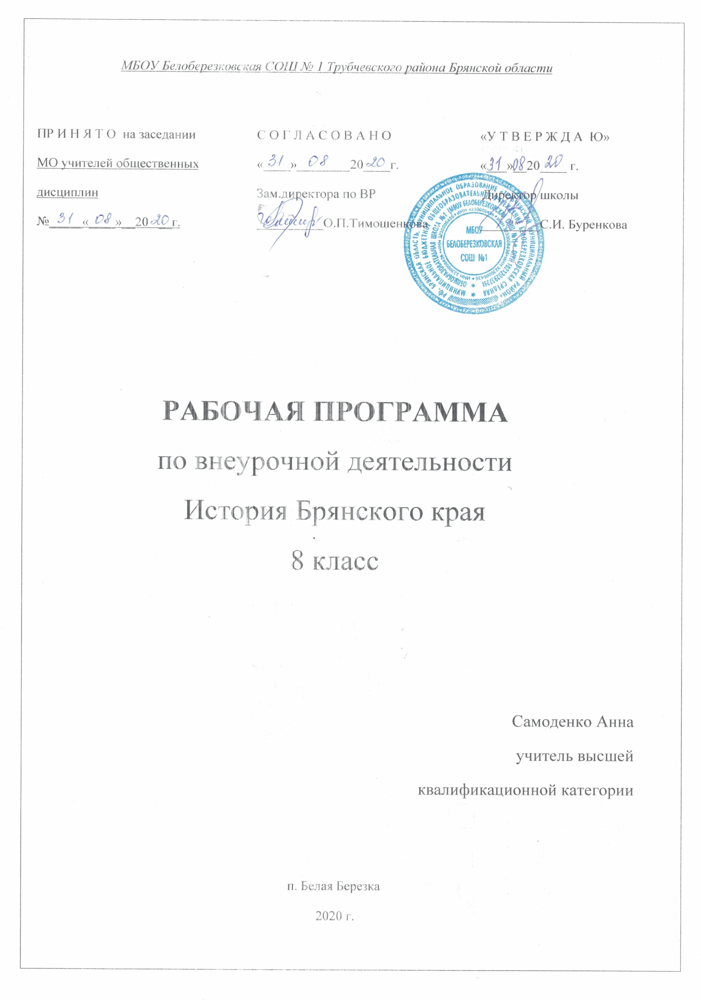 МБОУ Белоберезковская СОШ № 1 Трубчевского района Брянской области
ПР И Н Я Т О на заседании
МО учителей общественных
дисциплин
№ 31 « 08 » 20 20 г.
С О Г Л А С О В А Н О
« 31 » 08 20 20 г.
Зам.директора по ВР
О.П.Тимошенкова
«У Т В Е Р Ж Д А Ю»
«31» 08 20 20 г.
Директор школы
С.И. Буренкова
МБОУ
БЕЛОБЕРЕЗКОВСКАЯ
СОШ №1
РФ, БРЯНСКАЯ ОБЛАСТЬ, МУНИЦИПАЛЬНОЕ ОБРАЗОВАНИЕ МУНИЦИПАЛЬНЫЙ РАЙОН»
МУНИЦИПАЛЬНОЕ БЮДЖЕТНОЕ ОБЩЕОБРАЗОВАТЕЛЬНОЕ УЧРЕЖДЕНИЕ БЕЛОБЕРЕЗКОВСКАЯ СРЕДНЯЯ
ОБЩЕОБРАЗОВАТЕЛЬНАЯ ШКОЛА №1 (МБОУ БЕЛОБЕРЕЗКОВСКАЯ СОШ №1)
ИНН 3230006436
РАБОЧАЯ ПРОГРАММА
по внеурочной деятельности
История Брянского края
8 класс
Самоденко Анна
учитель высшей
квалификационной категории
п. Белая Березка
2020 г.